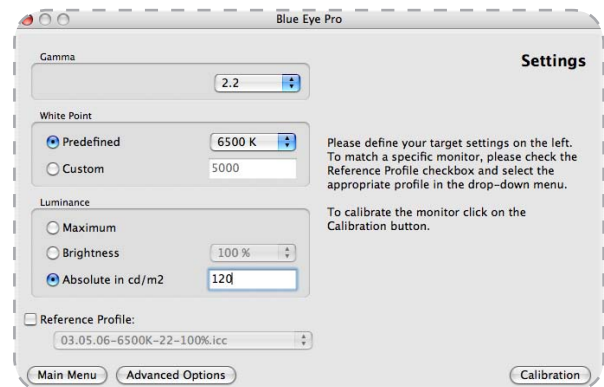 Blue Eye Pro
Gamma
2.2
White Point
Predefined
6500 K
Custom
5000
Luminance
Maximum
Brightness
100 %
Absolute in cd/m2
120
Reference Profile:
03.05.06-6500K-22-100%.icc
Main Menu
Advanced Options
Settings
Please define your target settings on the left.
To match a specific monitor, please check the
Reference Profile checkbox and select the
appropriate profile in the drop-down menu.
To calibrate the monitor click on the
Calibration button.
Calibration